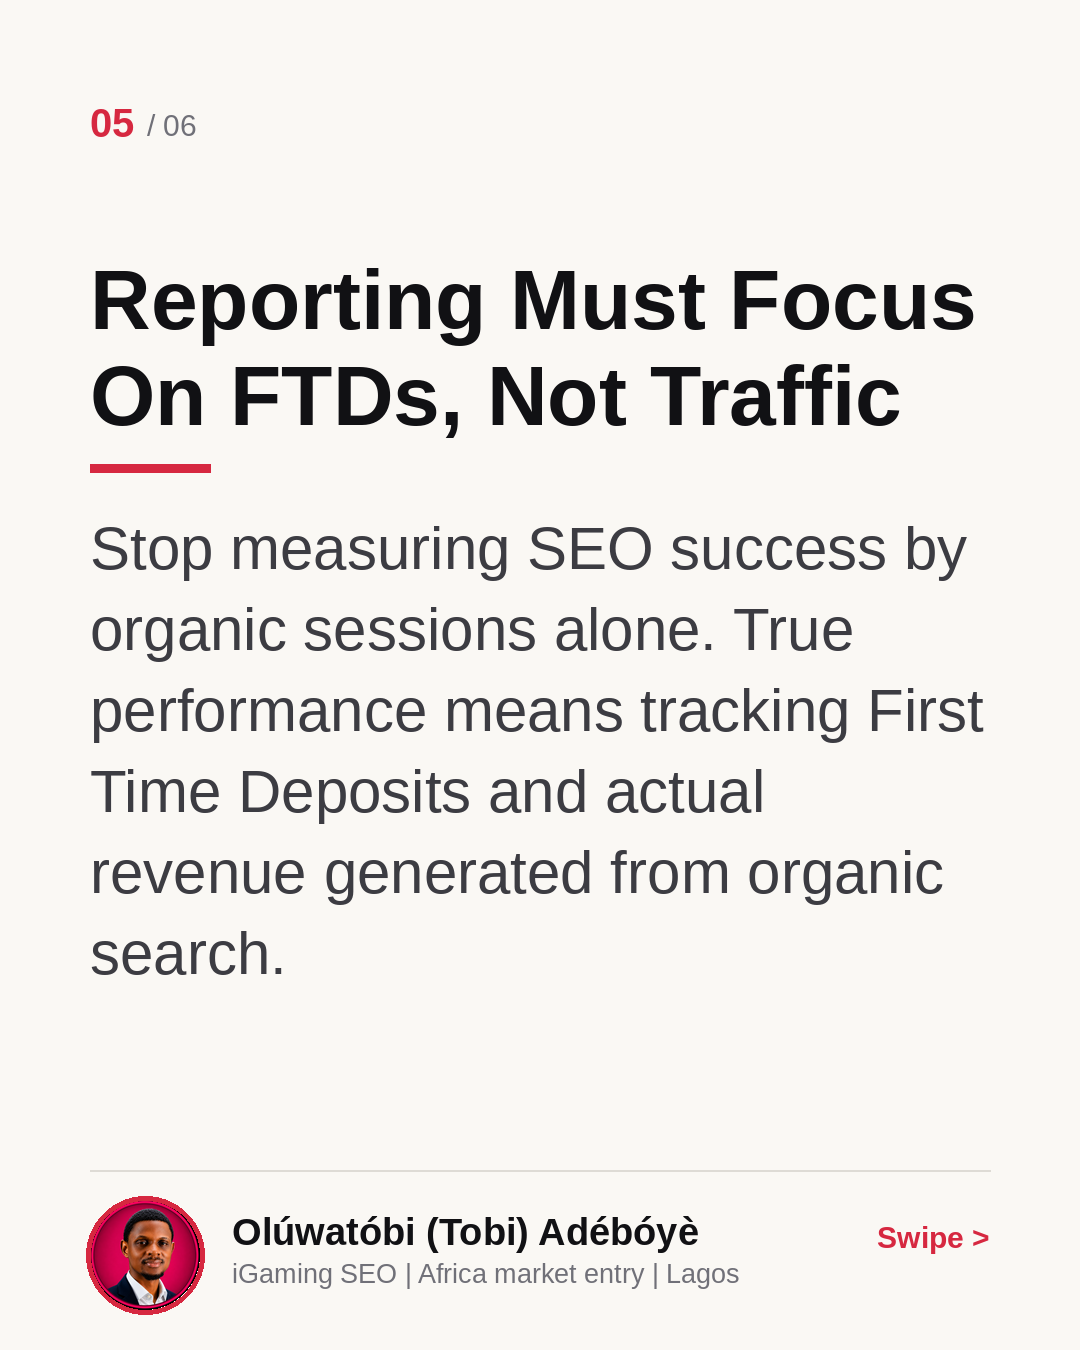 05 / 06
Reporting Must Focus
On FTDs, Not Traffic
Stop measuring SEO success by
organic sessions alone. True
performance means tracking First
Time Deposits and actual
revenue generated from organic
search.
Olúwatóbi (Tobi) Adébóyè
iGaming SEO | Africa market entry | Lagos
Swipe >